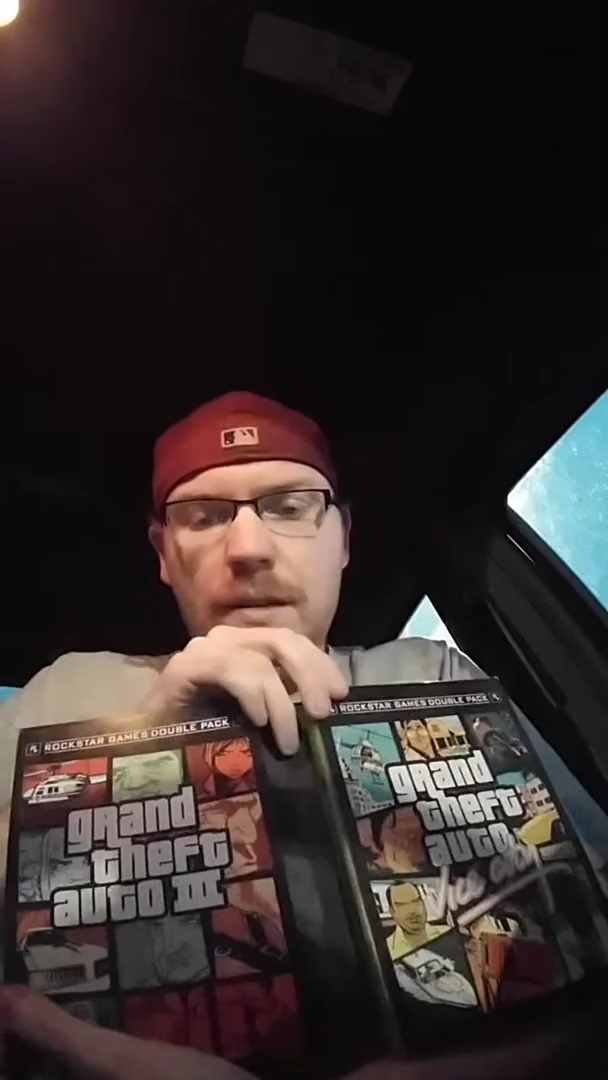 ROCKSTAR GAMES DOUBLE PACK
grand
theft
auto III
ROCKSTAR GAMES DOUBLE PACK
grand
theft
auto
Vice City